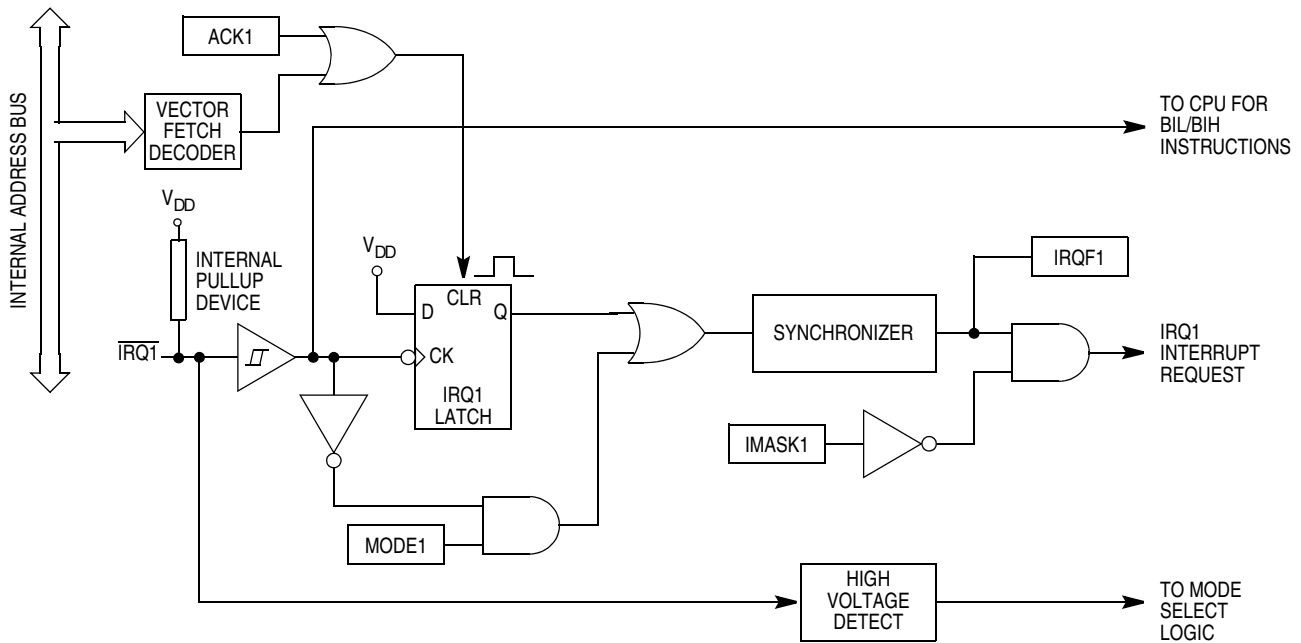 INTERNAL ADDRESS BUS
ACK1
VECTOR
FETCH
DECODER
TO CPU FOR
BIL/BIH
INSTRUCTIONS
VDD
INTERNAL
PULLUP
DEVICE
VDD
CLR
D
Q
CK
IRQ1
LATCH
IRQ1
SYNCHRONIZER
IRQF1
IRQ1
INTERRUPT
REQUEST
IMASK1
MODE1
HIGH
VOLTAGE
DETECT
TO MODE
SELECT
LOGIC